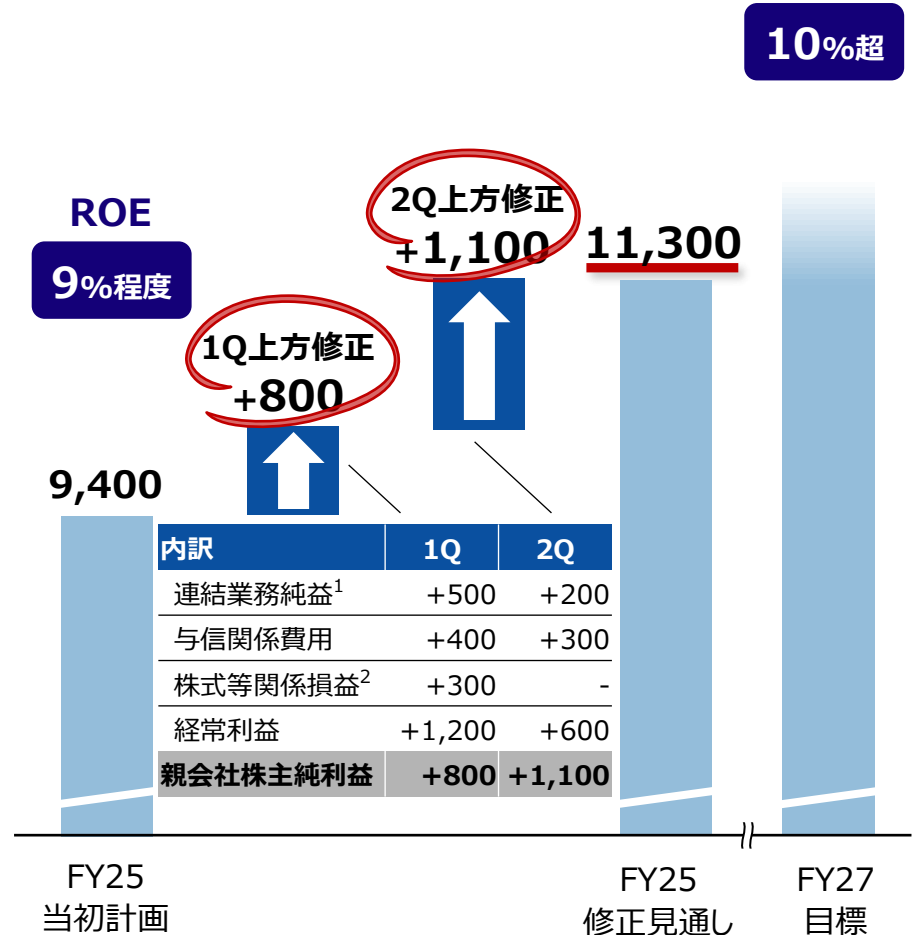 10%超
ROE
9%程度
2Q上方修正
+1,100
11,300
1Q上方修正
+800
9,400
内訳 1Q 2Q
連結業務純益1 +500 +200
与信関係費用 +400 +300
株式等関係損益2 +300 -
経常利益 +1,200 +600
親会社株主純利益 +800 +1,100
FY25
当初計画
FY25
修正見通し
FY27
目標